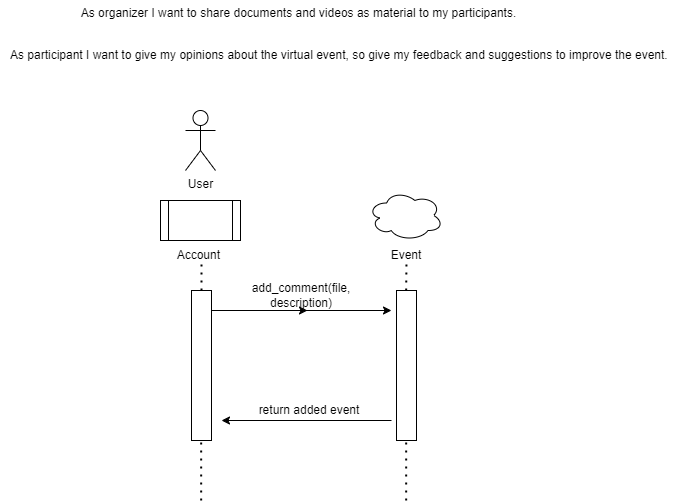 As organizer I want to share documents and videos as material to my participants.
As participant I want to give my opinions about the virtual event, so give my feedback and suggestions to improve the event.
User
Account
Event
add_comment(file,
description)
return added event